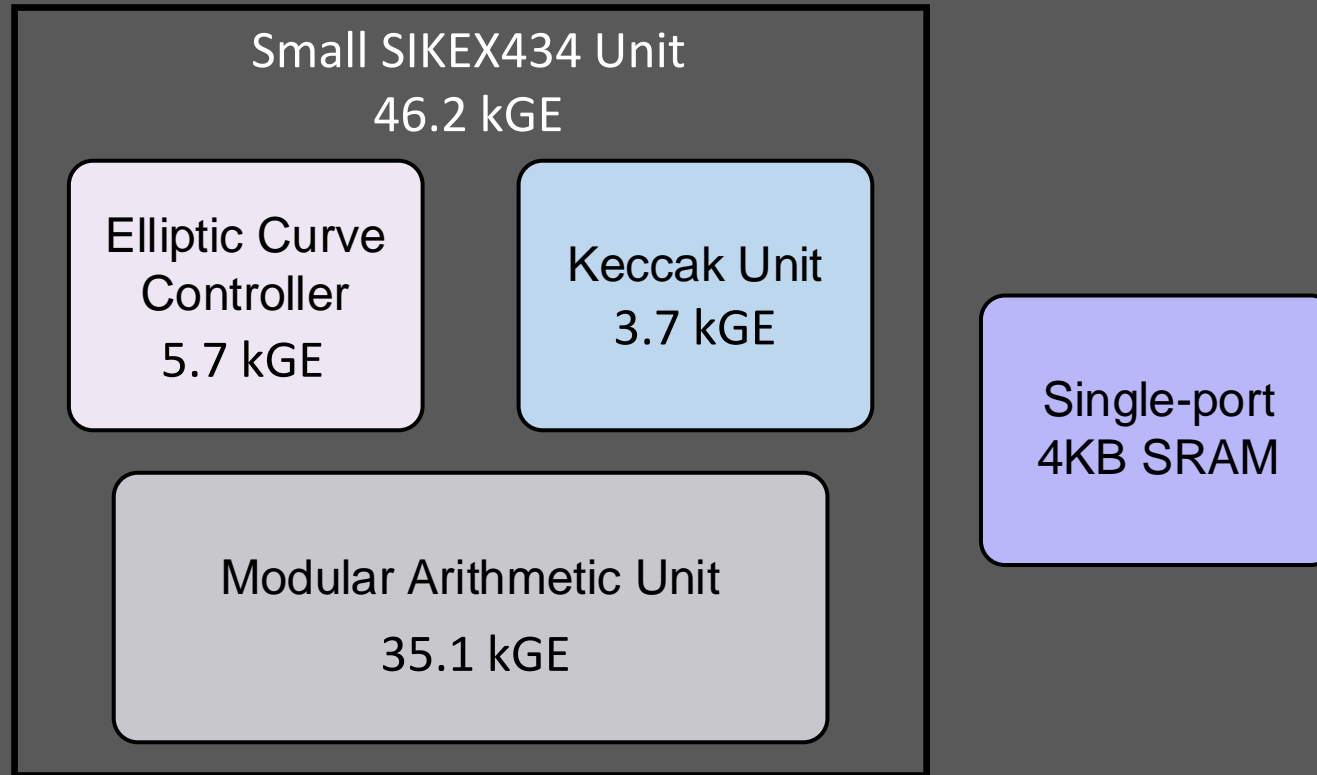 Small SIKEX434 Unit
46.2 kGE
Elliptic Curve
Controller
5.7 kGE
Keccak Unit
3.7 kGE
Modular Arithmetic Unit
35.1 kGE
Single-port
4KB SRAM